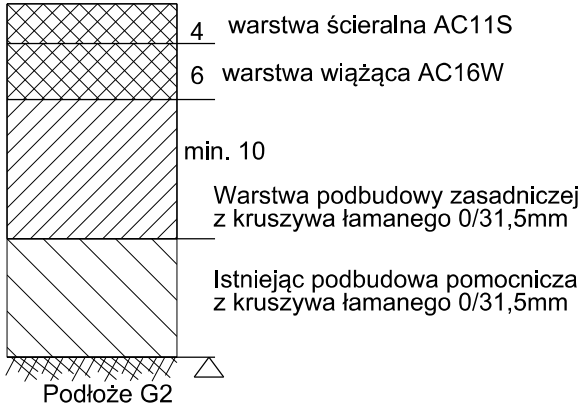 4 warstwa ścieralna AC11S
6 warstwa wiążąca AC16W
min. 10
Warstwa podbudowy zasadniczej
z kruszywa łamanego 0/31,5mm
Istniejąc podbudowa pomocnicza
z kruszywa łamanego 0/31,5mm
Podłoże G2